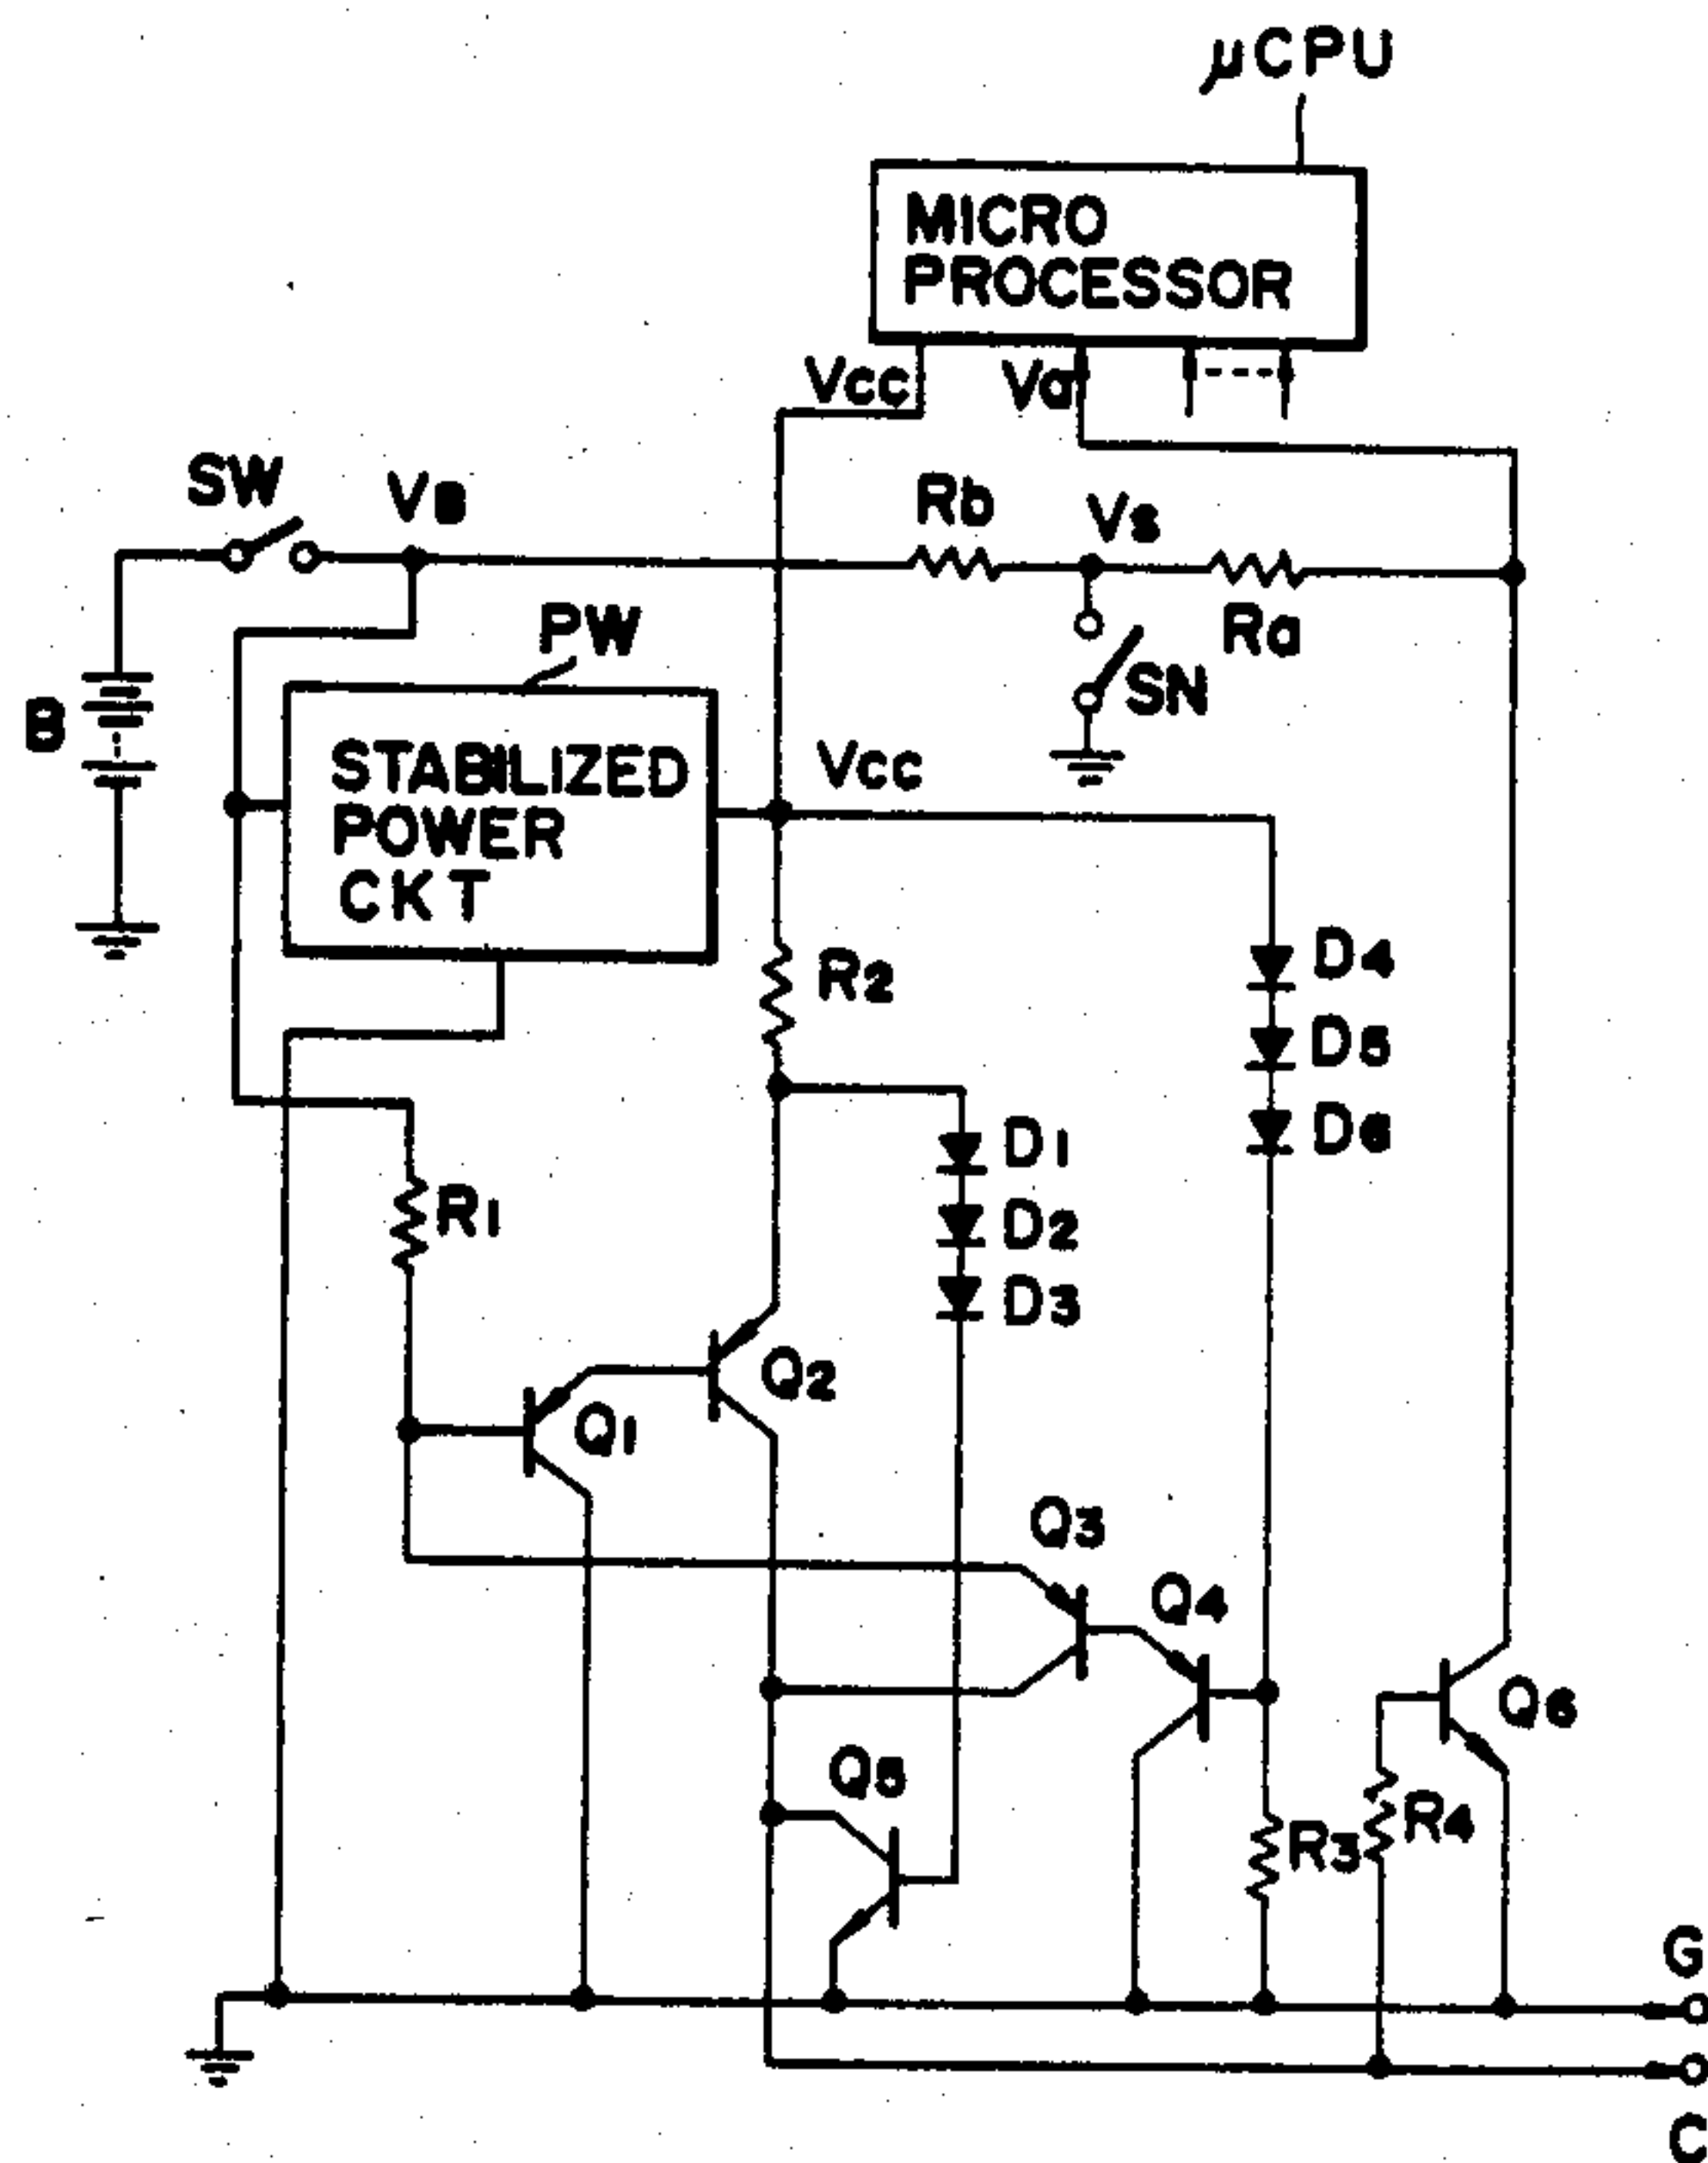 μCPU
MICRO
PROCESSOR
Vcc
Va
SW
VB
Rb
Vs
PW
Ra
SN
B
STABILIZED
POWER
CKT
Vcc
R2
D4
D5
D6
D1
D2
D3
R1
Q2
Q1
Q3
Q4
Q6
Q5
R4
R3
G
C